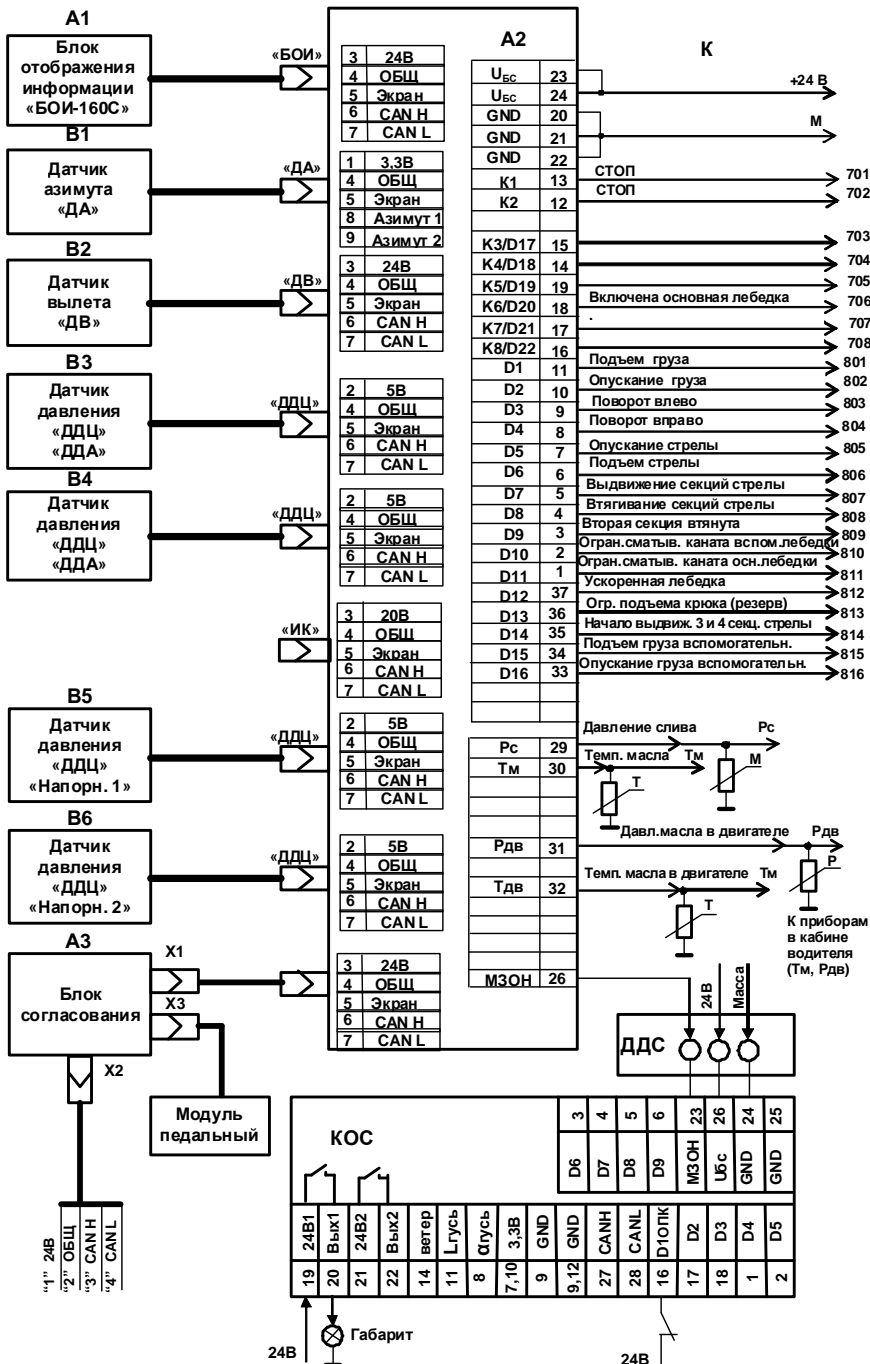 A1
Блок
отображения
информации
«БОИ-160С»
«БОИ»
3 24В
4 ОБЩ
5 Экран
6 CAN H
7 CAN L
B1
Датчик
азимута
«ДА»
«ДА»
1 3,3В
4 ОБЩ
5 Экран
8 Азимут 1
9 Азимут 2
B2
Датчик
вылета
«ДВ»
«ДВ»
3 24В
4 ОБЩ
5 Экран
6 CAN H
7 CAN L
B3
Датчик
давления
«ДДЦ»
«ДДА»
«ДДЦ»
2 5В
4 ОБЩ
5 Экран
6 CAN H
7 CAN L
B4
Датчик
давления
«ДДЦ»
«ДДА»
«ДДЦ»
2 5В
4 ОБЩ
5 Экран
6 CAN H
7 CAN L
«ИК»
3 20В
4 ОБЩ
5 Экран
6 CAN H
7 CAN L
B5
Датчик
давления
«ДДЦ»
«Напорн. 1»
«ДДЦ»
2 5В
4 ОБЩ
5 Экран
6 CAN H
7 CAN L
B6
Датчик
давления
«ДДЦ»
«Напорн. 2»
«ДДЦ»
2 5В
4 ОБЩ
5 Экран
6 CAN H
7 CAN L
A3
Блок
согласования
X1
X3
X2
3 24В
4 ОБЩ
5 Экран
6 CAN H
7 CAN L
Модуль
педальный
"1" 24В
"2" ОБЩ
"3" CAN H
"4" CAN L
A2
К
UБС 23
UБС 24
+24 В
GND 20
GND 21
GND 22
М
К1 13 СТОП 701
К2 12 СТОП 702
K3/D17 15 703
K4/D18 14 704
K5/D19 19 705
K6/D20 18 Включена основная лебедка 706
K7/D21 17 . 707
K8/D22 16 708
D1 11 Подъем груза 801
D2 10 Опускание груза 802
D3 9 Поворот влево 803
D4 8 Поворот вправо 804
D5 7 Опускание стрелы 805
D6 6 Подъем стрелы 806
D7 5 Выдвижение секций стрелы 807
D8 4 Втягивание секций стрелы 808
D9 3 Вторая секция втянута 809
D10 2 Огран.сматыв. каната вспом.лебедки 810
D11 1 Огран.сматыв. каната осн.лебедки 811
D12 37 Ускоренная лебедка 812
D13 36 Огр. подъема крюка (резерв) 813
D14 35 Начало выдвиж. 3 и 4 секц. стрелы 814
D15 34 Подъем груза вспомогательн. 815
D16 33 Опускание груза вспомогательн. 816
Рс 29 Давление слива Рс
М
Тм 30 Темп. масла Тм
Т
Рдв 31 Давл.масла в двигателе Рдв
Р
Тдв 32 Темп. масла в двигателе Тм
Т
К приборам
в кабине
водителя
(Тм, Рдв)
МЗОН 26
24В
Масса
ДДС
КОС
3 D6
4 D7
5 D8
6 D9
23 МЗОН
26 Uбс
24 GND
25 GND
24В1 19
Вых1 20
24В2 21
Вых2 22
ветер 14
Lгусь 11
αгусь 8
3,3В 7,10
GND 9
GND 9,12
CANH 27
CANL 28
D1ОПК 16
D2 17
D3 18
D4 1
D5 2
24В
Габарит
24В